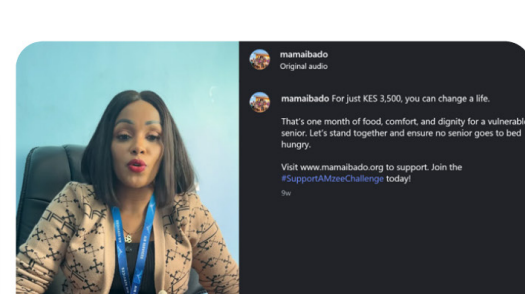 mamaibado
Original audio
mamaibado For just KES 3,500, you can change a life.
That's one month of food, comfort, and dignity for a vulnerable
senior. Let's stand together and ensure no senior goes to bed
hungry.
Visit www.mamaibado.org to support. Join the
#SupportAMzeeChallenge today!
9w